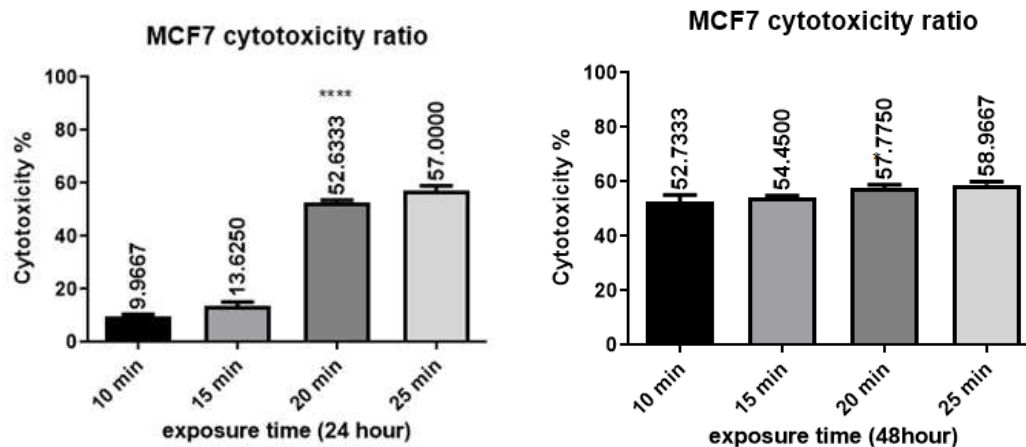 MCF7 cytotoxicity ratio
Cytotoxicity %
100
80
60
40
20
0
9.9667
13.6250
****
52.6333
57.0000
10 min
15 min
20 min
25 min
exposure time (24 hour)
MCF7 cytotoxicity ratio
Cytotoxicity %
100
80
60
40
20
0
52.7333
54.4500
*
57.7750
58.9667
10 min
15 min
20 min
25 min
exposure time (48hour)